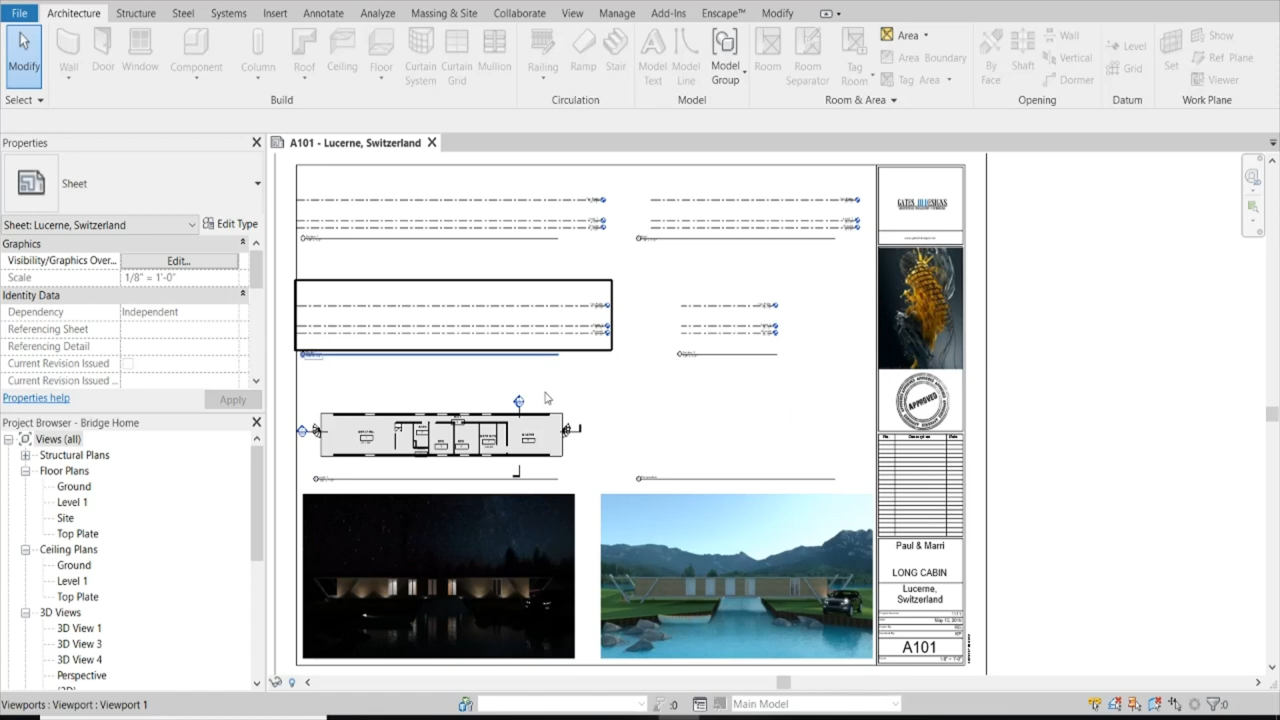 File Architecture Structure Steel Systems Insert Annotate Analyze Massing & Site Collaborate View Manage Add-Ins Enscape™ Modify
Modify Wall Door Window Component Column Roof Ceiling Floor Curtain System Curtain Grid Mullion Railing Ramp Stair Model Text Model Line Model Group Room Room Separator Tag Room
Area
Area Boundary
Tag Area
By Face Shaft Wall
Vertical
Dormer
Level
Grid
Set Show
Ref Plane
Viewer
Select Build Circulation Model Room & Area Opening Datum Work Plane
Properties
A101 - Lucerne, Switzerland
Sheet
Sheet: Lucerne, Switzerland Edit Type
Graphics
Visibility/Graphics Over... Edit...
Scale 1/8" = 1'-0"
Identity Data
Dependency Independent
Referencing Sheet
Referencing Detail
Current Revision Issued
Current Revision Issued ...
Properties help Apply
Project Browser - Bridge Home
Views (all)
Structural Plans
Floor Plans
Ground
Level 1
Site
Top Plate
Ceiling Plans
Ground
Level 1
Top Plate
3D Views
3D View 1
3D View 3
3D View 4
Perspective
APPROVED
No. Description Date
Paul & Marri
LONG CABIN
Lucerne,
Switzerland
A101
Viewports : Viewport : Viewport 1
:0
Main Model
:0